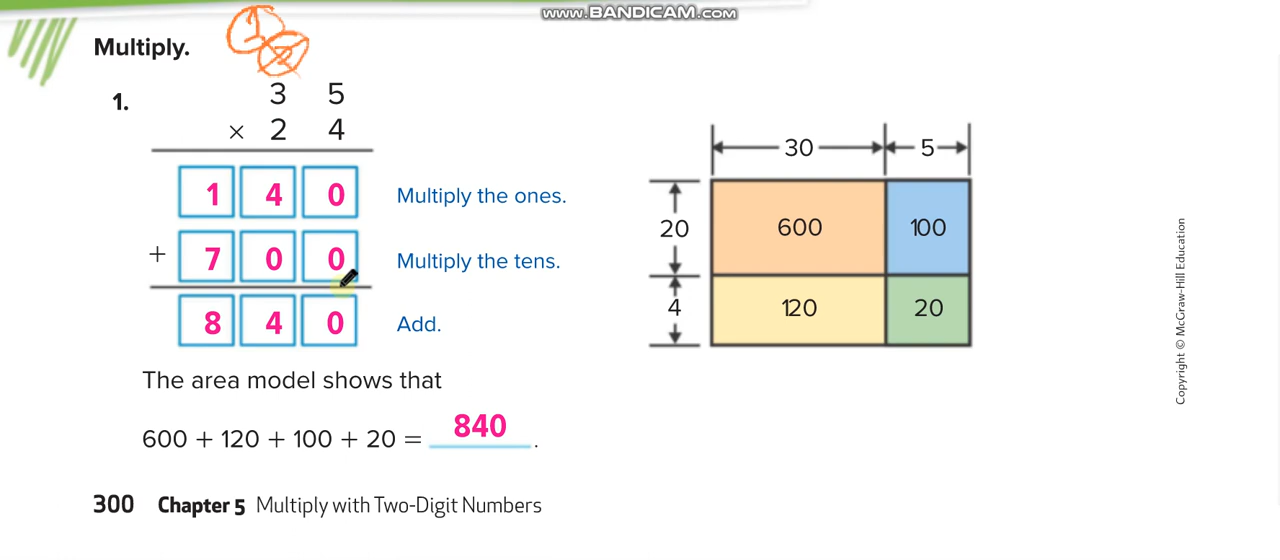 www.BANDICAM.com
Multiply.
1
2
1.
3 5
× 2 4
1 4 0 Multiply the ones.
+ 7 0 0 Multiply the tens.
8 4 0 Add.
30 5
20 600 100
4 120 20
The area model shows that
600 + 120 + 100 + 20 = 840.
300 Chapter 5 Multiply with Two-Digit Numbers
Copyright © McGraw-Hill Education